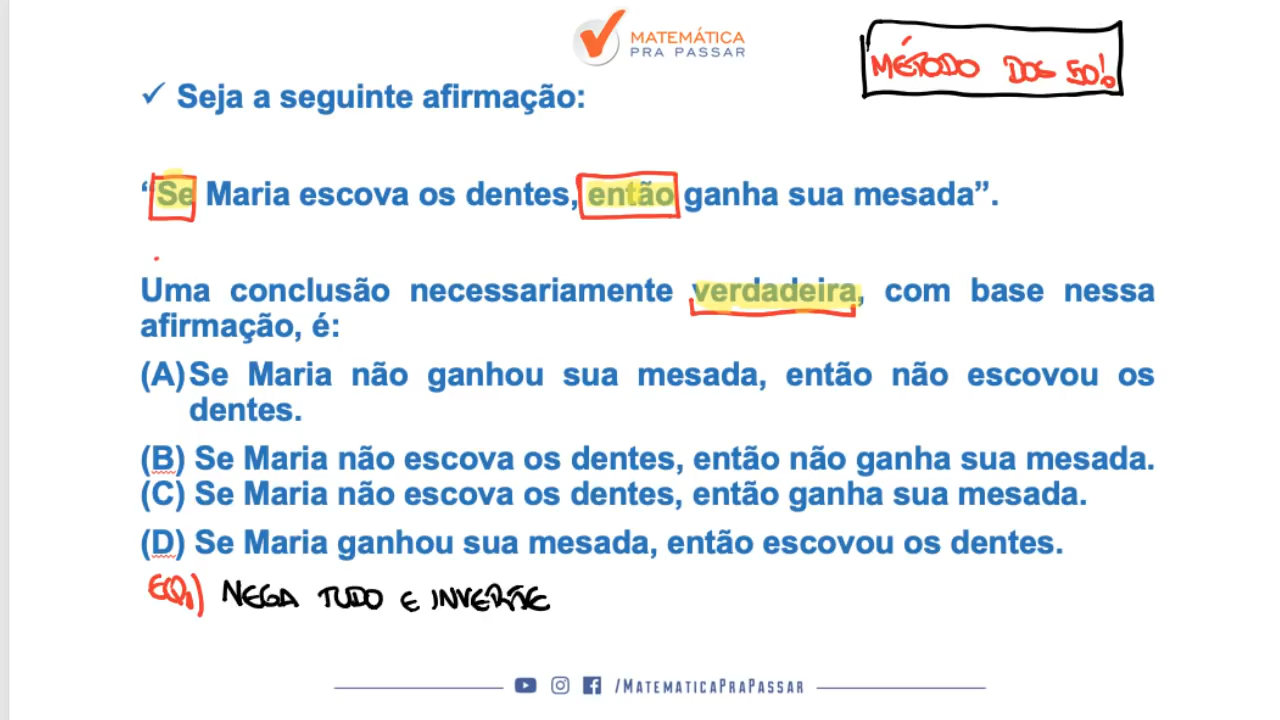 MATEMÁTICA
PRA PASSAR
MÉTODO DOS 50!
✓ Seja a seguinte afirmação:
“Se Maria escova os dentes, então ganha sua mesada”.
Uma conclusão necessariamente verdadeira, com base nessa
afirmação, é:
(A) Se Maria não ganhou sua mesada, então não escovou os
dentes.
(B) Se Maria não escova os dentes, então não ganha sua mesada.
(C) Se Maria não escova os dentes, então ganha sua mesada.
(D) Se Maria ganhou sua mesada, então escovou os dentes.
EQ1) NEGA TUDO E INVERTE
/MATEMATICAPRAPASSAR